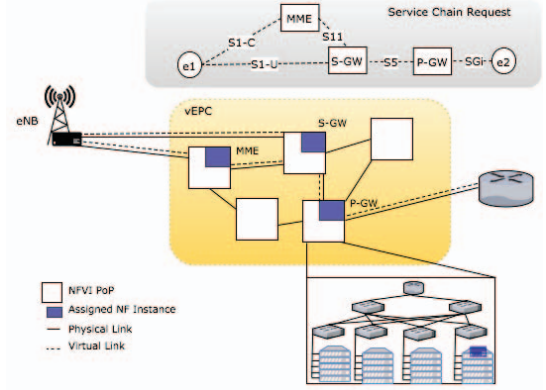 Service Chain Request
MME
S1-C
S11
e1
S1-U
S-GW
S5
P-GW
SGi
e2
vEPC
eNB
S-GW
MME
P-GW
NFVI PoP
Assigned NF Instance
Physical Link
Virtual Link